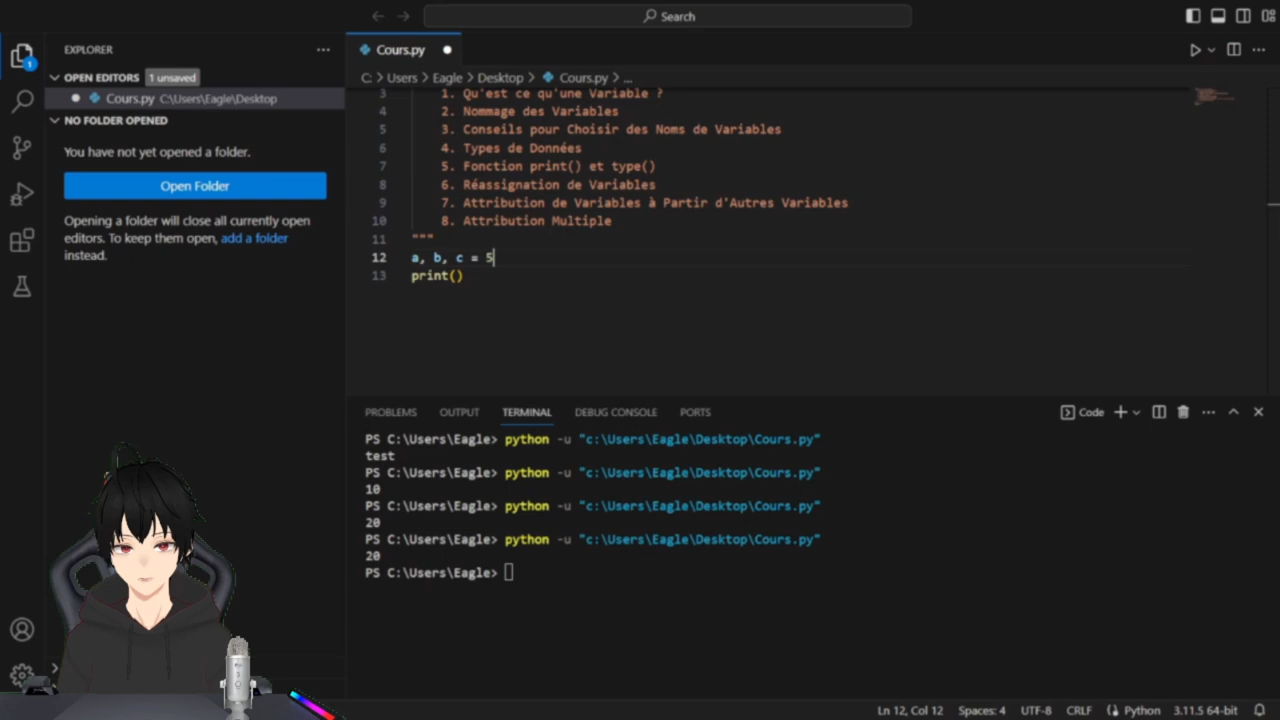 Search
EXPLORER
OPEN EDITORS 1 unsaved
Cours.py C:\Users\Eagle\Desktop
NO FOLDER OPENED
You have not yet opened a folder.
Open Folder
Opening a folder will close all currently open
editors. To keep them open, add a folder
instead.
1
Cours.py
C: > Users > Eagle > Desktop > Cours.py > ...
3 1. Qu'est ce qu'une Variable ?
4 2. Nommage des Variables
5 3. Conseils pour Choisir des Noms de Variables
6 4. Types de Données
7 5. Fonction print() et type()
8 6. Réassignation de Variables
9 7. Attribution de Variables à Partir d'Autres Variables
10 8. Attribution Multiple
11 """
12 a, b, c = 5
13 print()
PROBLEMS OUTPUT TERMINAL DEBUG CONSOLE PORTS
Code
PS C:\Users\Eagle> python -u "c:\Users\Eagle\Desktop\Cours.py"
test
PS C:\Users\Eagle> python -u "c:\Users\Eagle\Desktop\Cours.py"
10
PS C:\Users\Eagle> python -u "c:\Users\Eagle\Desktop\Cours.py"
20
PS C:\Users\Eagle> python -u "c:\Users\Eagle\Desktop\Cours.py"
20
PS C:\Users\Eagle>
Ln 12, Col 12 Spaces: 4 UTF-8 CRLF Python 3.11.5 64-bit